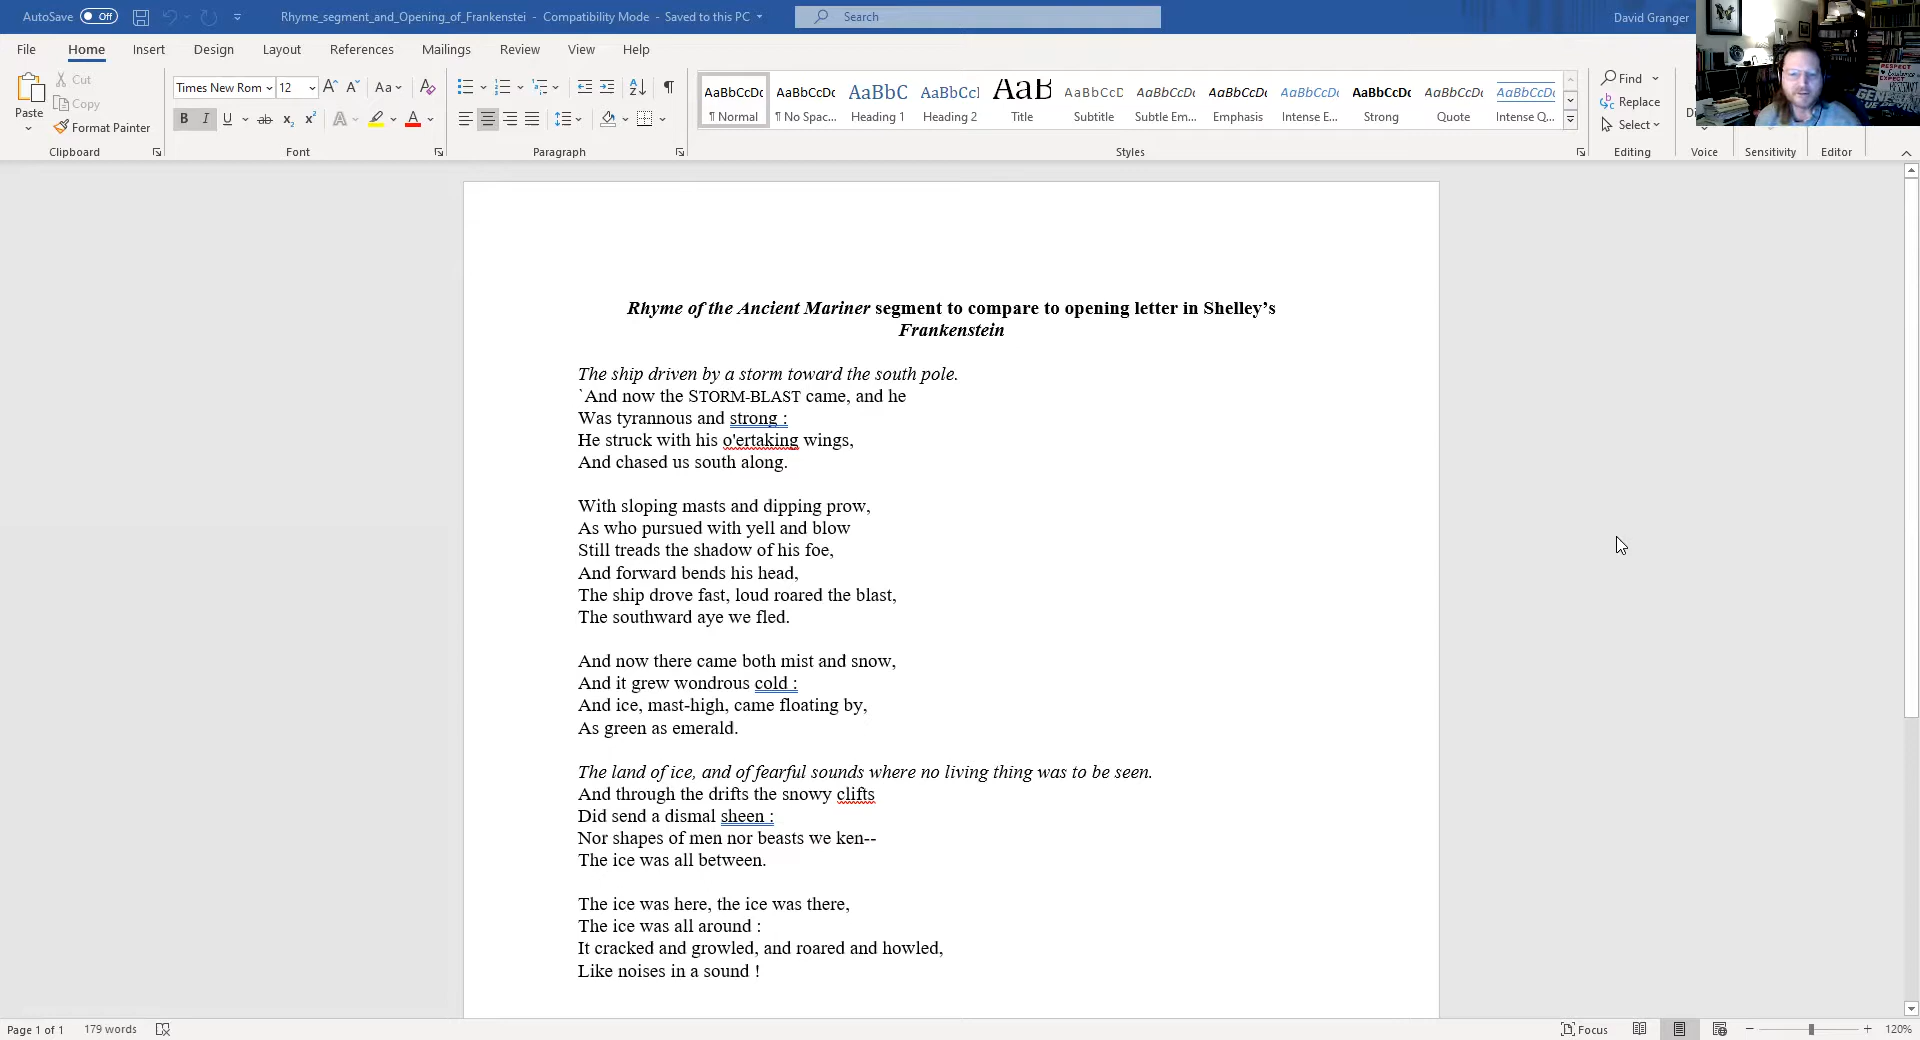 AutoSave Off Rhyme_segment_and_Opening_of_Frankenstei - Compatibility Mode - Saved to this PC Search David Granger
File Home Insert Design Layout References Mailings Review View Help
Paste Cut Copy Format Painter
Times New Rom 12
AaBbCcDc AaBbCcDc AaBbC AaBbCcI AaB AaBbCcD AaBbCcDc AaBbCcDc AaBbCcDc AaBbCcDc AaBbCcDc AaBbCcDc
¶ Normal ¶ No Spac... Heading 1 Heading 2 Title Subtitle Subtle Em... Emphasis Intense E... Strong Quote Intense Q...
Find
Replace
Select
Di
RESPECT
Existence
EXPECT
Clipboard Font Paragraph Styles Editing Voice Sensitivity Editor
Rhyme of the Ancient Mariner segment to compare to opening letter in Shelley's
Frankenstein
The ship driven by a storm toward the south pole.
`And now the STORM-BLAST came, and he
Was tyrannous and strong :
He struck with his o'ertaking wings,
And chased us south along.
With sloping masts and dipping prow,
As who pursued with yell and blow
Still treads the shadow of his foe,
And forward bends his head,
The ship drove fast, loud roared the blast,
The southward aye we fled.
And now there came both mist and snow,
And it grew wondrous cold :
And ice, mast-high, came floating by,
As green as emerald.
The land of ice, and of fearful sounds where no living thing was to be seen.
And through the drifts the snowy clifts
Did send a dismal sheen :
Nor shapes of men nor beasts we ken--
The ice was all between.
The ice was here, the ice was there,
The ice was all around :
It cracked and growled, and roared and howled,
Like noises in a sound !
Page 1 of 1 179 words Focus 120%